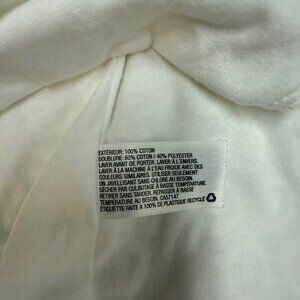 EXTÉRIEUR: 100% COTON
DOUBLURE: 60% COTON / 40% POLYESTER
LAVER AVANT DE PORTER. LAVER À L'ENVERS.
LAVER À LA MACHINE À L'EAU FROIDE AVEC DES
COULEURS SIMILAIRES. UTILISER SEULEMENT
UN JAVELLISANT SANS CHLORE AU BESOIN.
SÉCHER PAR CULBUTAGE À BASSE TEMPÉRATURE.
RETIRER SANS TARDER. REPASSER À BASSE
TEMPÉRATURE AU BESOIN. CA57147
ÉTIQUETTE FAITE À 100% DE PLASTIQUE RECYCLÉ